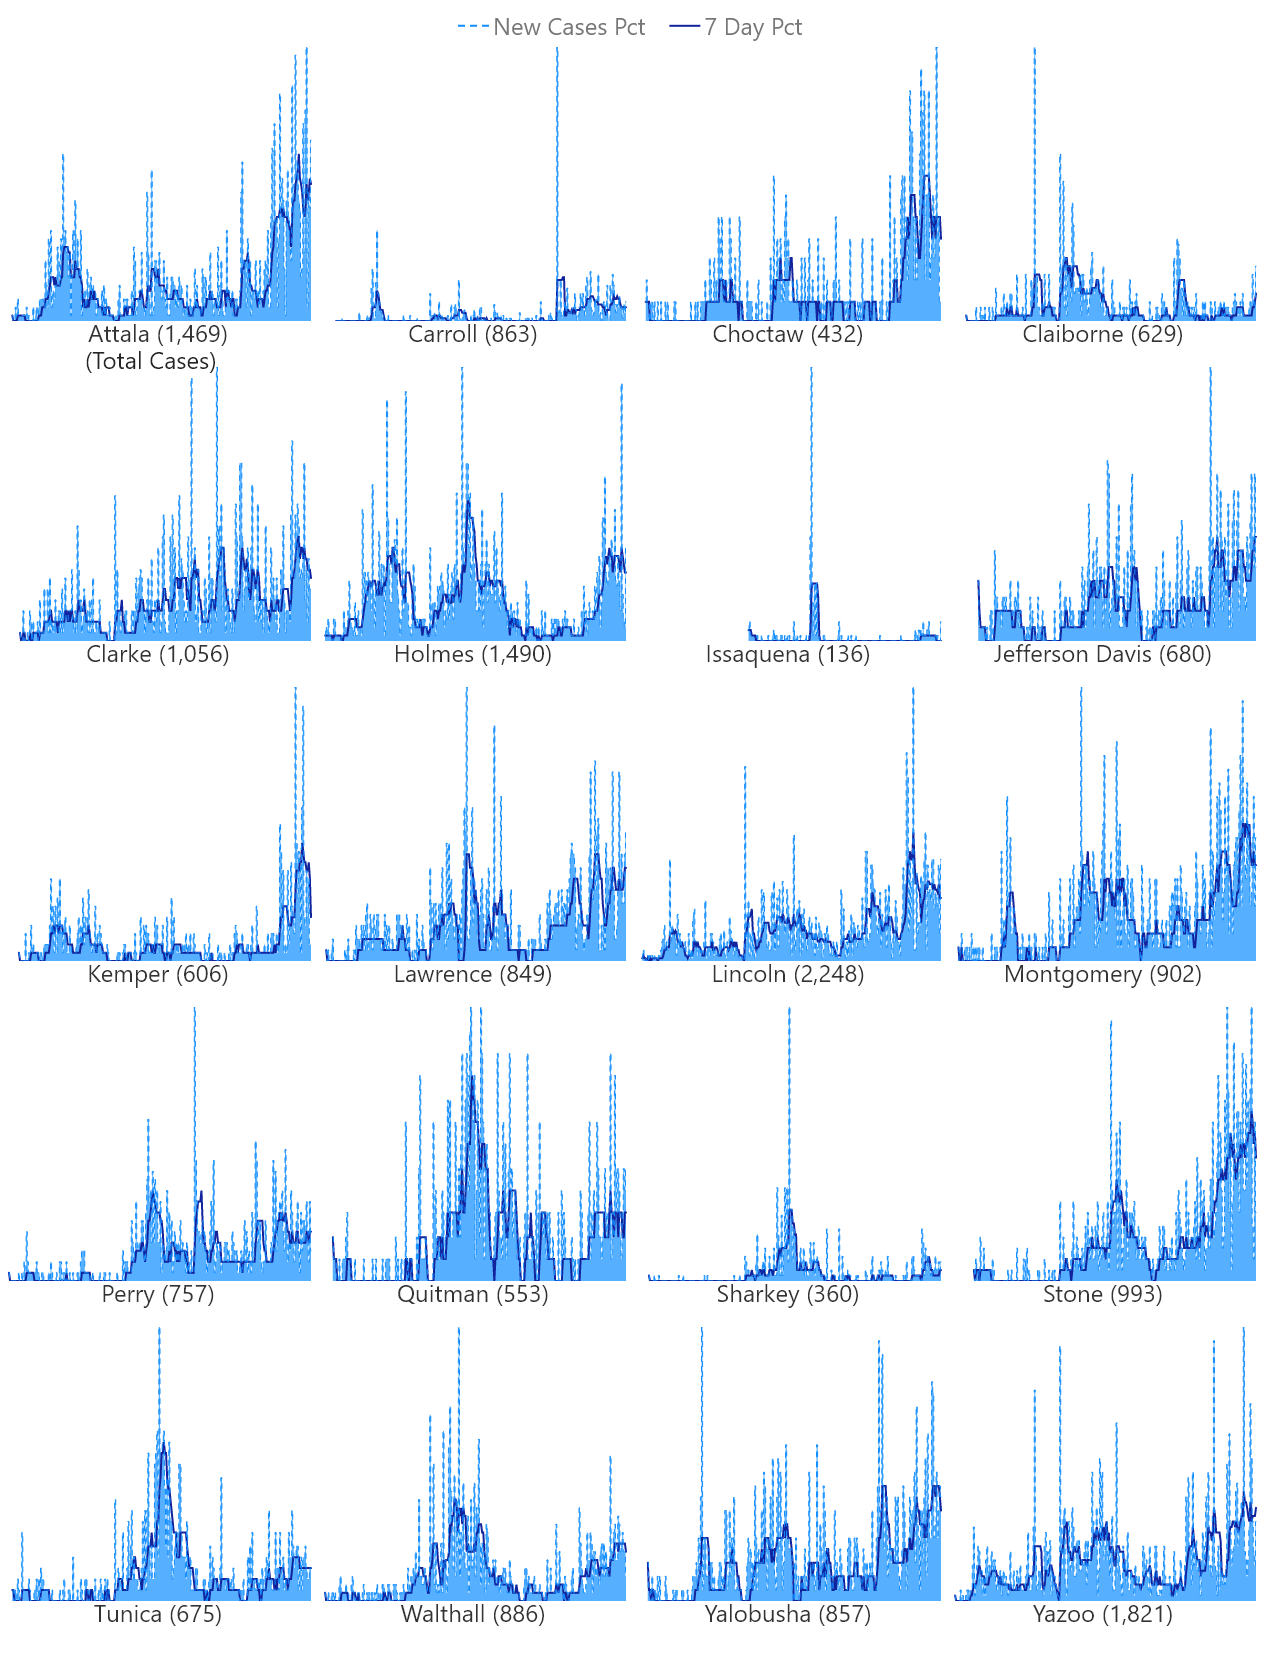 New Cases Pct 7 Day Pct
Attala (1,469) Carroll (863) Choctaw (432) Claiborne (629)
(Total Cases)
Clarke (1,056) Holmes (1,490) Issaquena (136) Jefferson Davis (680)
Kemper (606) Lawrence (849) Lincoln (2,248) Montgomery (902)
Perry (757) Quitman (553) Sharkey (360) Stone (993)
Tunica (675) Walthall (886) Yalobusha (857) Yazoo (1,821)